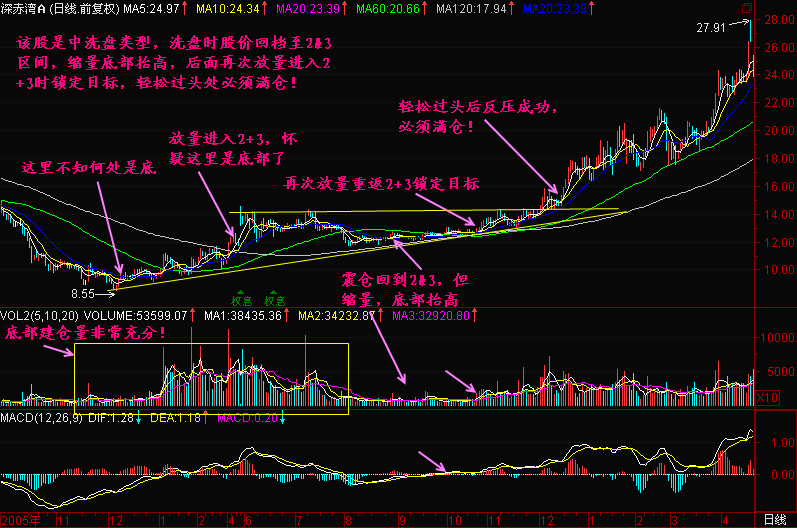 深赤湾A (日线.前复权) MA5:24.97 MA10:24.34 MA20:23.39 MA60:20.66 MA120:17.94 MA20:23.39
27.91
28.00
该股是中洗盘类型，洗盘时股价回档至2&3
区间，缩量底部抬高，后面再次放量进入2
+3时锁定目标，轻松过头处必须满仓！
26.00
24.00
22.00
轻松过头后反压成功，
必须满仓！
20.00
放量进入2+3，怀
疑这里是底部了
这里不知何处是底
18.00
再次放量重返2+3锁定目标
16.00
14.00
12.00
10.00
震仓回到2&3，但
缩量，底部抬高
8.55
权息 权息
VOL2(5,10,20) VOLUME:53599.07 MA1:38435.36 MA2:34232.87 MA3:32920.80
底部建仓量非常充分！
10000
5000
X10
MACD(12,26,9) DIF:1.28 DEA:1.18 MACD:0.20
1.00
0.00
2005年 11 12 1 2 4 6 7 8 9 10 11 12 1 2 3 4 日线